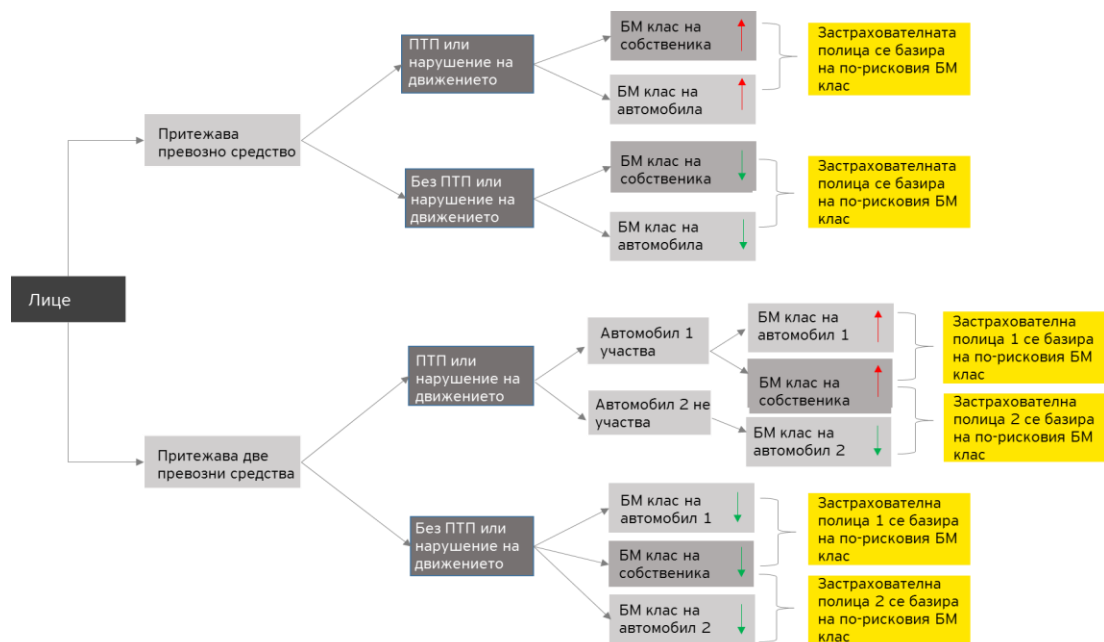 Лице
Притежава
превозно средство
ПТП или
нарушение на
движението
БМ клас на
собственика
БМ клас на
автомобила
Застрахователната
полица се базира
на по-рисковия БМ
клас
Без ПТП или
нарушение на
движението
БМ клас на
собственика
БМ клас на
автомобила
Застрахователната
полица се базира
на по-рисковия БМ
клас
Притежава две
превозни средства
ПТП или
нарушение на
движението
Автомобил 1
участва
БМ клас на
автомобил 1
БМ клас на
собственика
Автомобил 2 не
участва
БМ клас на
автомобил 2
Застрахователна
полица 1 се базира
на по-рисковия БМ
клас
Застрахователна
полица 2 се базира
на по-рисковия БМ
клас
Без ПТП или
нарушение на
движението
БМ клас на
автомобил 1
БМ клас на
собственика
БМ клас на
автомобил 2
Застрахователна
полица 1 се базира
на по-рисковия БМ
клас
Застрахователна
полица 2 се базира
на по-рисковия БМ
клас